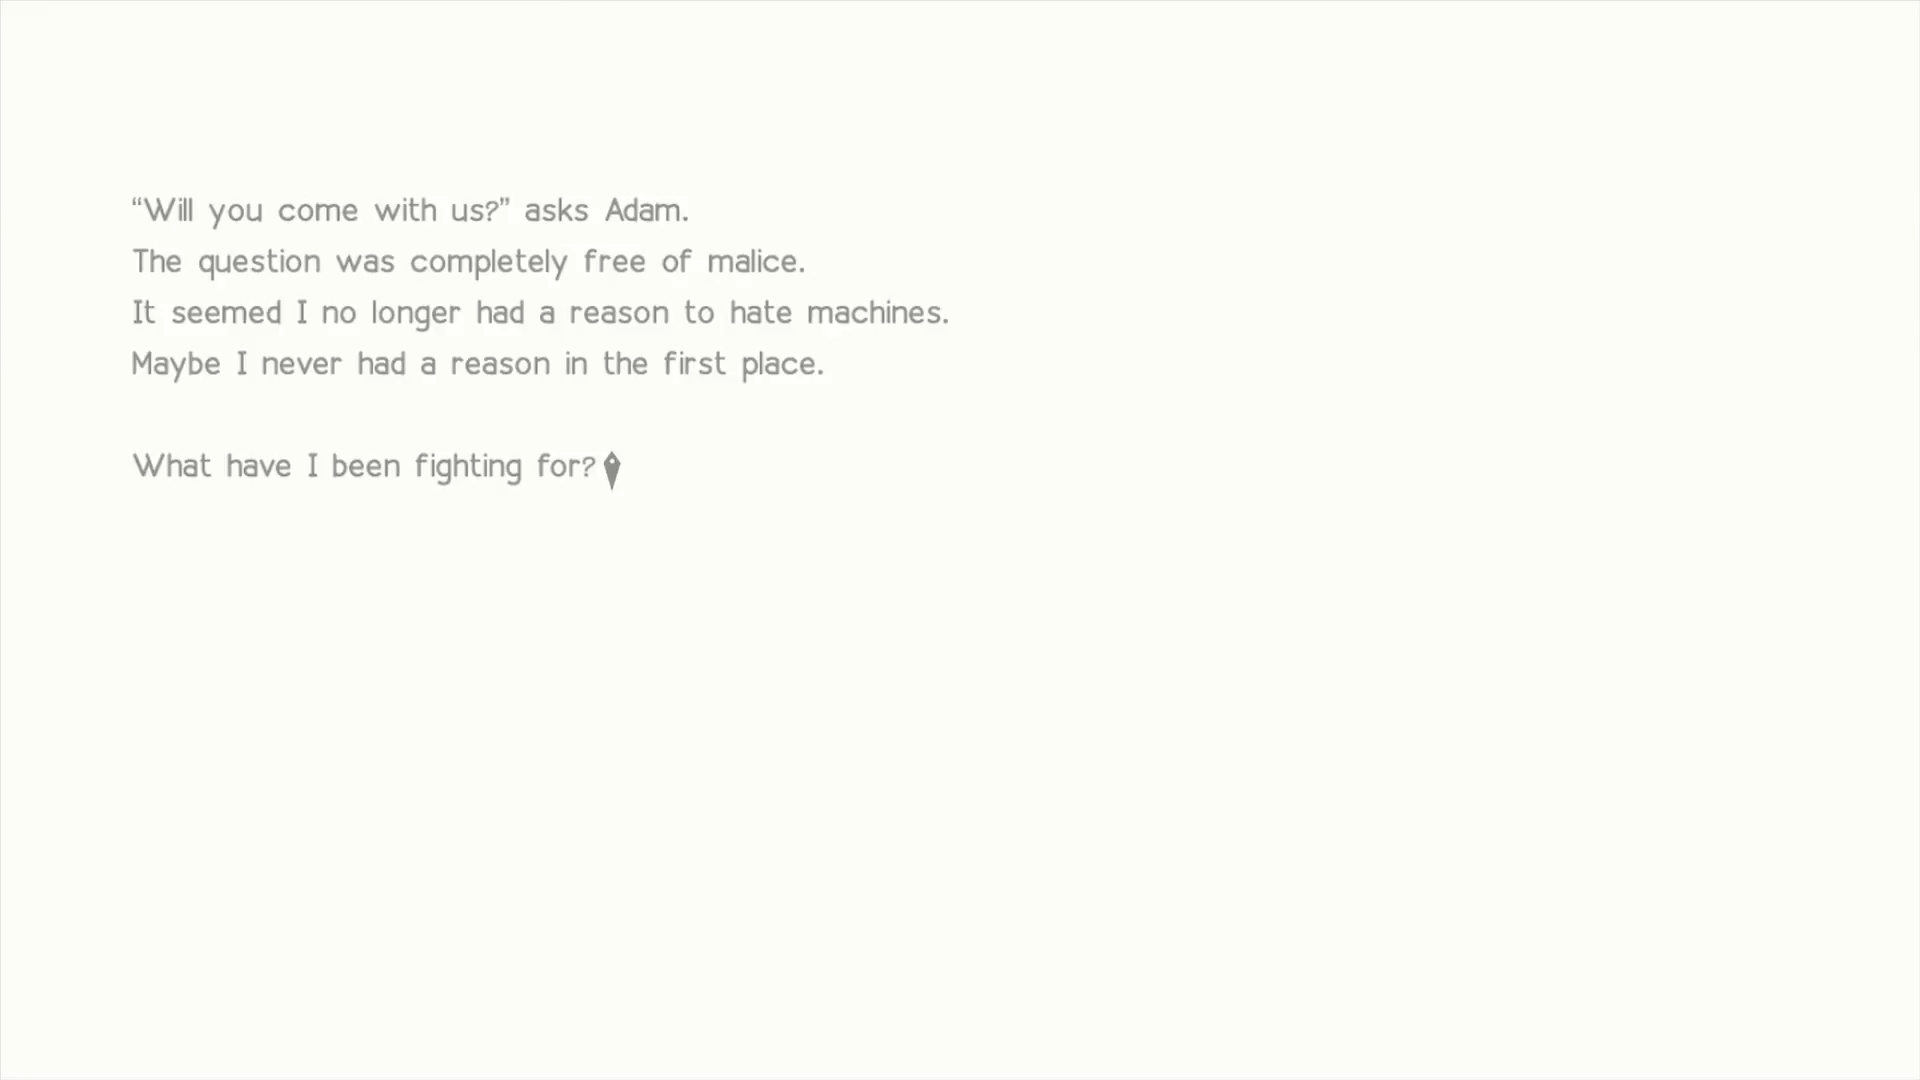 “Will you come with us?” asks Adam.
The question was completely free of malice.
It seemed I no longer had a reason to hate machines.
Maybe I never had a reason in the first place.
What have I been fighting for?